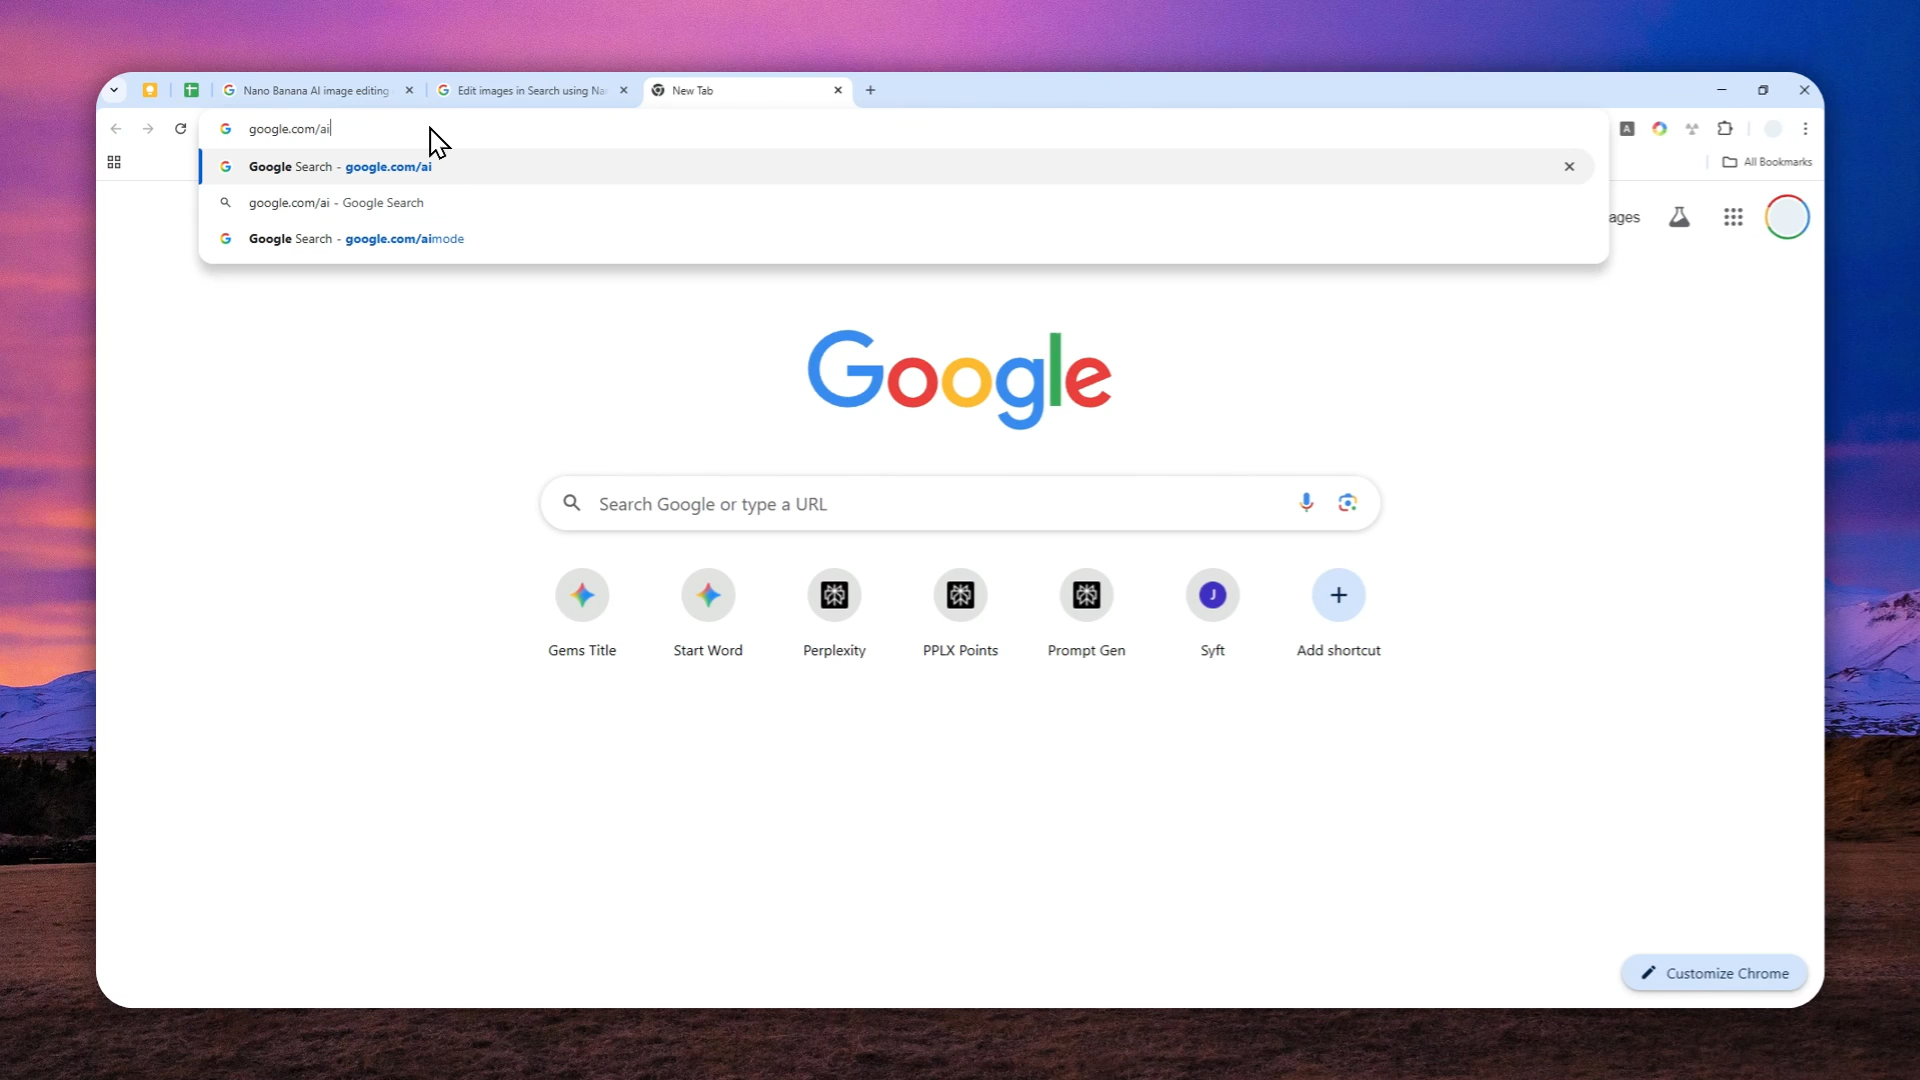 Nano Banana AI image editing
Edit images in Search using Na
New Tab
google.com/ai
Google Search - google.com/ai
google.com/ai - Google Search
Google Search - google.com/aimode
A
All Bookmarks
ages
Google
Search Google or type a URL
J
Gems Title
Start Word
Perplexity
PPLX Points
Prompt Gen
Syft
Add shortcut
Customize Chrome